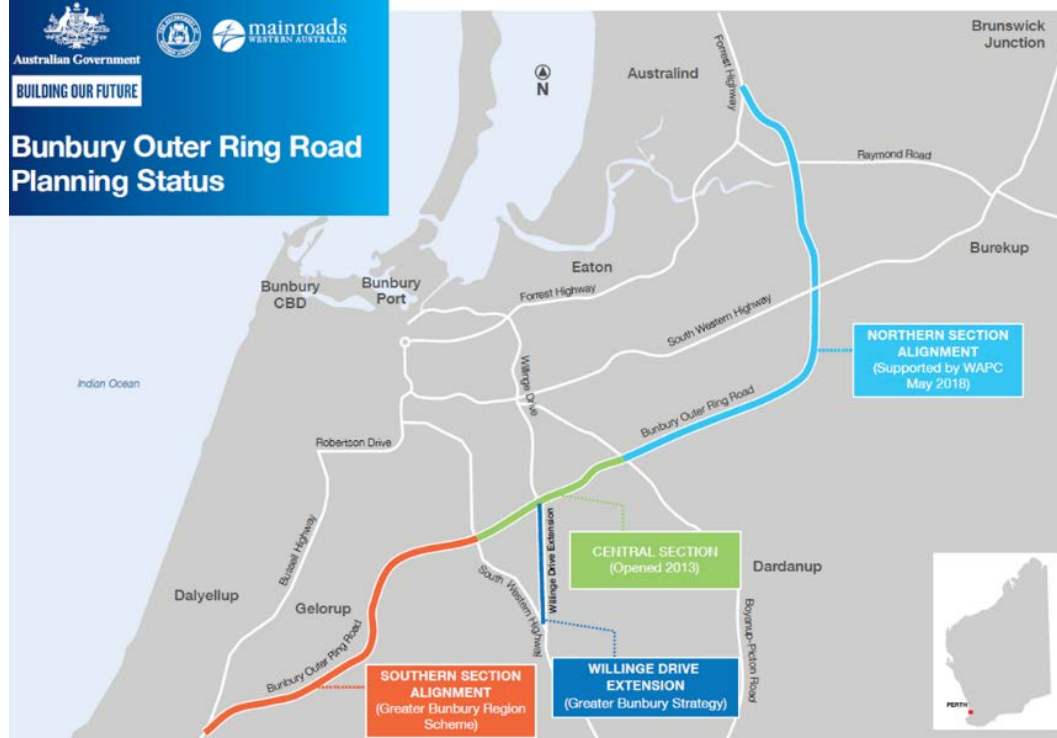 Australian Government
BUILDING OUR FUTURE
mainroads
WESTERN AUSTRALIA
Bunbury Outer Ring Road
Planning Status
N
Australind
Forrest Highway
Brunswick
Junction
Raymond Road
Burekup
Eaton
Bunbury
CBD
Bunbury
Port
Forrest Highway
South Western Highway
Indian Ocean
Willinge Drive
NORTHERN SECTION
ALIGNMENT
(Supported by WAPC
May 2018)
Bunbury Outer Ring Road
Robertson Drive
Bussell Highway
Willinge Drive Extension
CENTRAL SECTION
(Opened 2013)
Dardanup
Dalyellup
Gelorup
South Western Highway
Boyanup-Picton Road
Bunbury Outer Ring Road
SOUTHERN SECTION
ALIGNMENT
(Greater Bunbury Region
Scheme)
WILLINGE DRIVE
EXTENSION
(Greater Bunbury Strategy)
PERTH